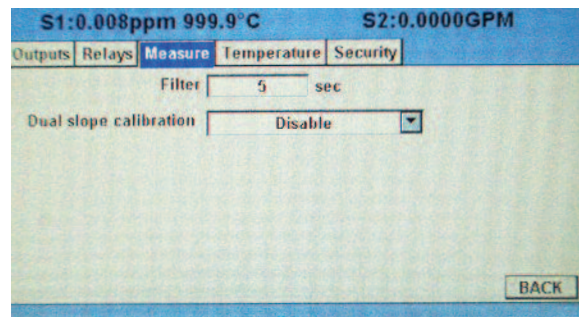 S1:0.008ppm 999.9°C S2:0.0000GPM
Outputs Relays Measure Temperature Security
Filter 5 sec
Dual slope calibration Disable
BACK